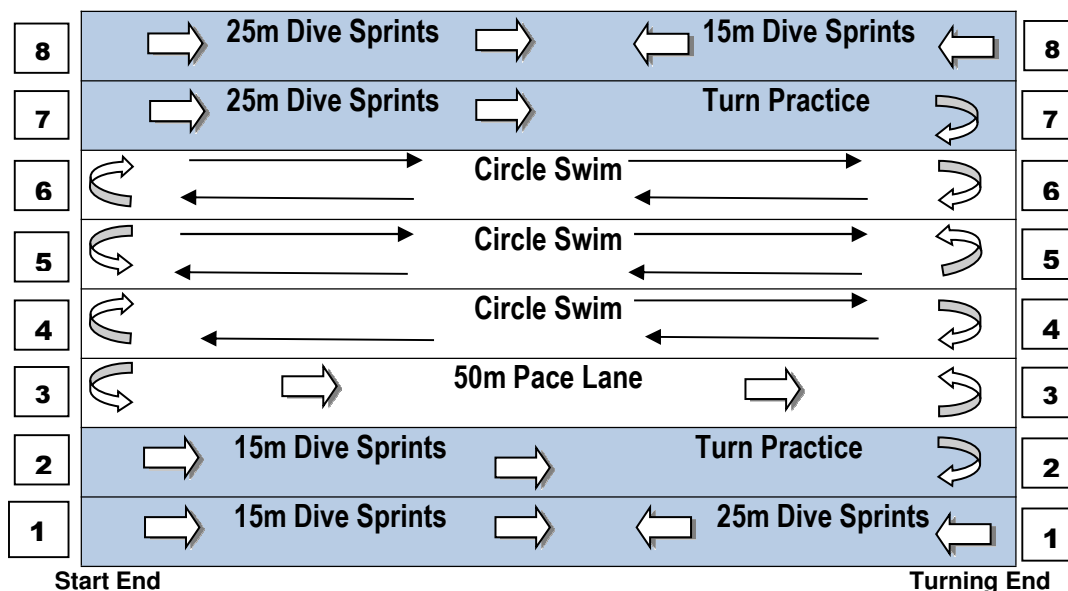 8 25m Dive Sprints 15m Dive Sprints 8
7 25m Dive Sprints Turn Practice 7
6 Circle Swim 6
5 Circle Swim 5
4 Circle Swim 4
3 50m Pace Lane 3
2 15m Dive Sprints Turn Practice 2
1 15m Dive Sprints 25m Dive Sprints 1
Start End Turning End